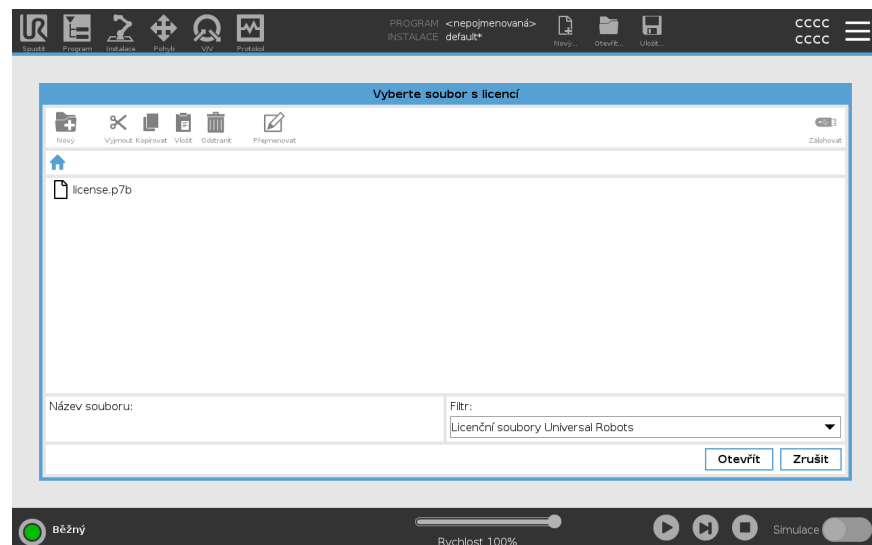 PROGRAM <nepojmenovaná>
INSTALACE default*
CCCC
CCCC
Spustit Program Instalace Pohyb V/V Protokol Nový... Otevřít... Uložit...
Vyberte soubor s licencí
Nový Vyjmout Kopírovat Vložit Odstranit Přejmenovat Zálohovat
license.p7b
Název souboru:
Filtr:
Licenční soubory Universal Robots
Otevřít Zrušit
Běžný
Rychlost 100%
Simulace